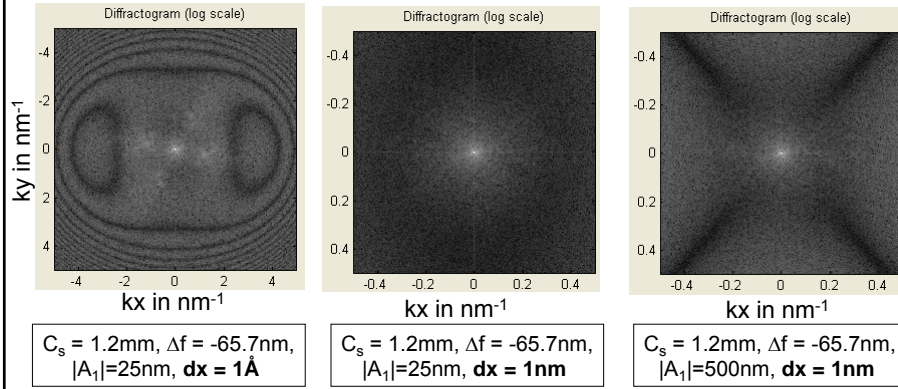 Diffractogram (log scale)
-4
-2
0
2
4
-4 -2 0 2 4
ky in nm-1
kx in nm-1
Cs = 1.2mm, Δf = -65.7nm,
|A1|=25nm, dx = 1Å
Diffractogram (log scale)
-0.4
-0.2
0
0.2
0.4
-0.4 -0.2 0 0.2 0.4
kx in nm-1
Cs = 1.2mm, Δf = -65.7nm,
|A1|=25nm, dx = 1nm
Diffractogram (log scale)
-0.4
-0.2
0
0.2
0.4
-0.4 -0.2 0 0.2 0.4
kx in nm-1
Cs = 1.2mm, Δf = -65.7nm,
|A1|=500nm, dx = 1nm